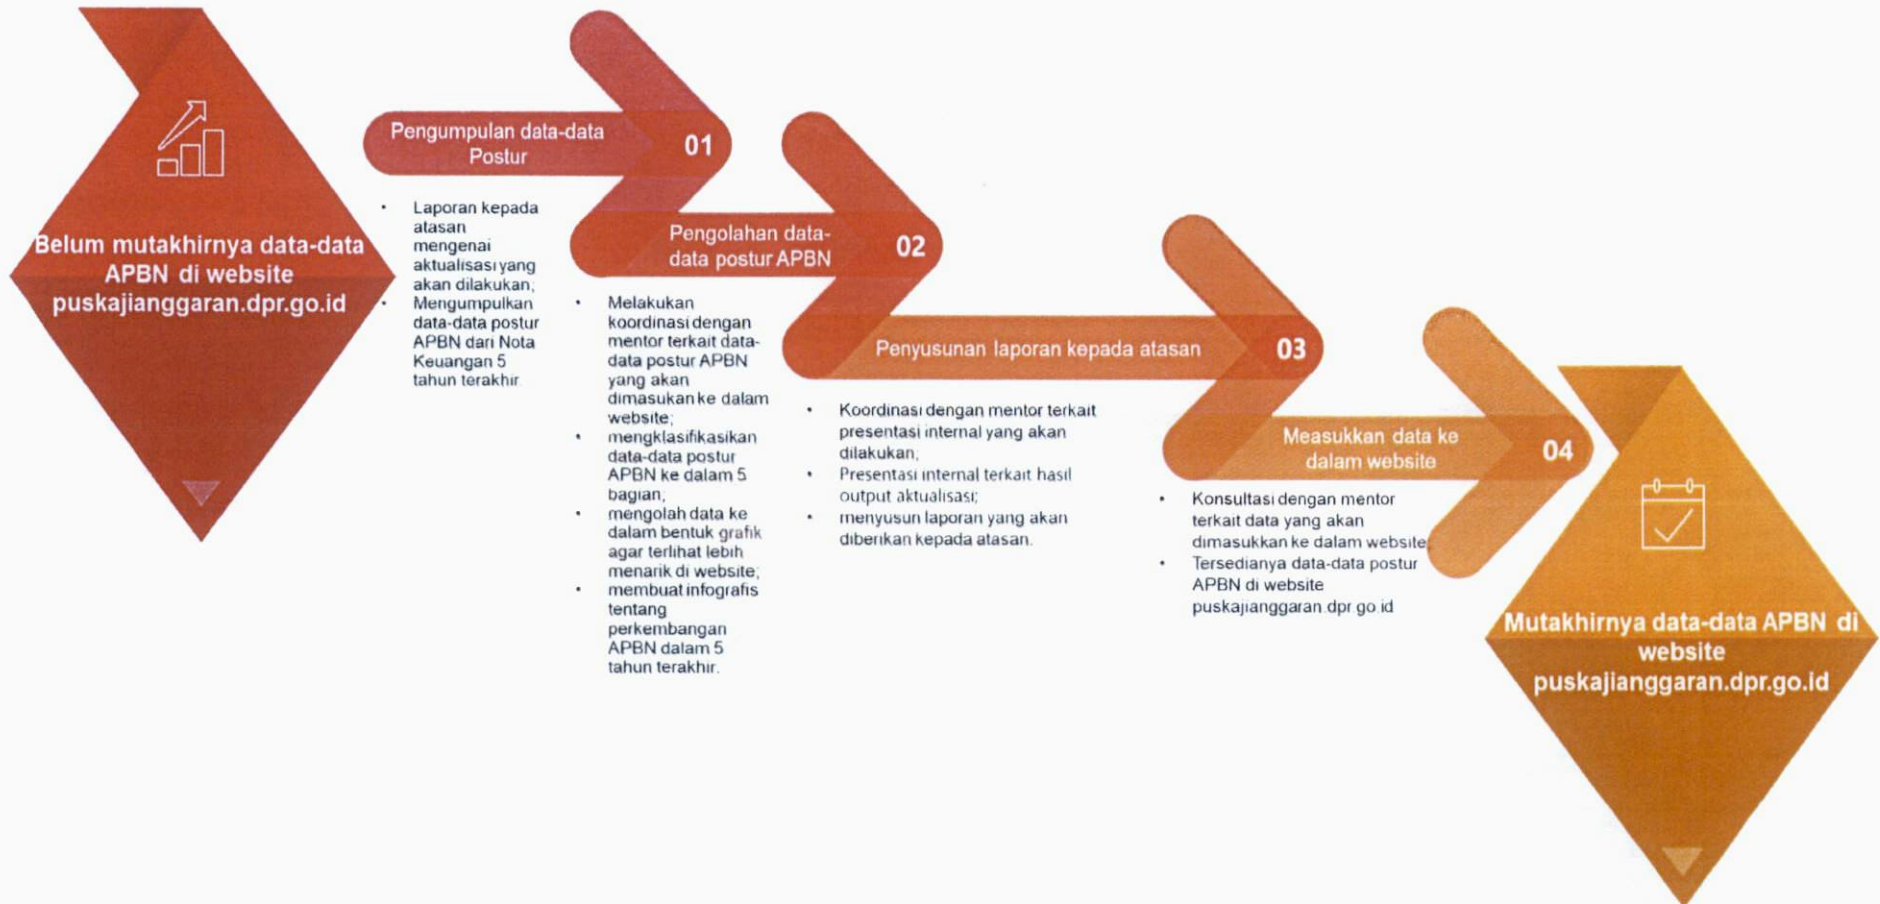 Belum mutakhirnya data-data
APBN di website
puskajianggaran.dpr.go.id
Pengumpulan data-data
Postur
01
• Laporan kepada
atasan
mengenai
aktualisasi yang
akan dilakukan;
• Mengumpulkan
data-data postur
APBN dari Nota
Keuangan 5
tahun terakhir.
Pengolahan data-
data postur APBN
02
• Melakukan
koordinasi dengan
mentor terkait data-
data postur APBN
yang akan
dimasukan ke dalam
website;
• mengklasifikasikan
data-data postur
APBN ke dalam 5
bagian;
• mengolah data ke
dalam bentuk grafik
agar terlihat lebih
menarik di website;
• membuat infografis
tentang
perkembangan
APBN dalam 5
tahun terakhir.
Penyusunan laporan kepada atasan
03
• Koordinasi dengan mentor terkait
presentasi internal yang akan
dilakukan;
• Presentasi internal terkait hasil
output aktualisasi;
• menyusun laporan yang akan
diberikan kepada atasan.
Measukkan data ke
dalam website
04
• Konsultasi dengan mentor
terkait data yang akan
dimasukkan ke dalam website;
• Tersedianya data-data postur
APBN di website
puskajianggaran.dpr.go.id
Mutakhirnya data-data APBN di
website
puskajianggaran.dpr.go.id